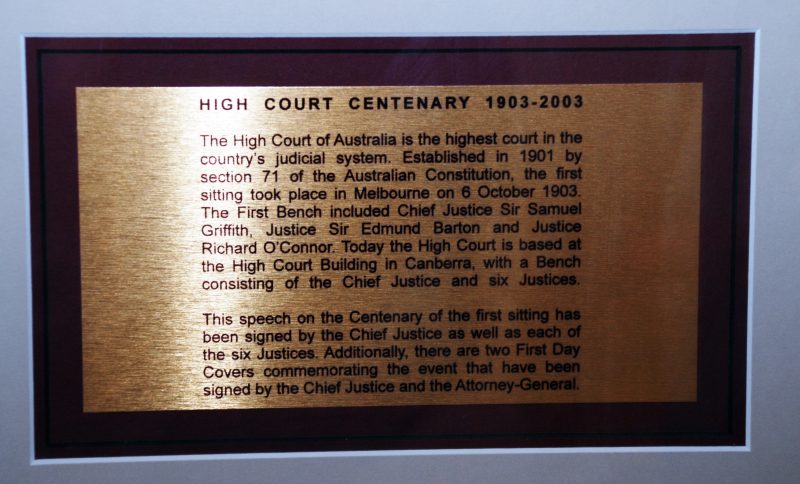 HIGH COURT CENTENARY 1903-2003
The High Court of Australia is the highest court in the
country's judicial system. Established in 1901 by
section 71 of the Australian Constitution, the first
sitting took place in Melbourne on 6 October 1903.
The First Bench included Chief Justice Sir Samuel
Griffith, Justice Sir Edmund Barton and Justice
Richard O'Connor. Today the High Court is based at
the High Court Building in Canberra, with a Bench
consisting of the Chief Justice and six Justices.
This speech on the Centenary of the first sitting has
been signed by the Chief Justice as well as each of
the six Justices. Additionally, there are two First Day
Covers commemorating the event that have been
signed by the Chief Justice and the Attorney-General.